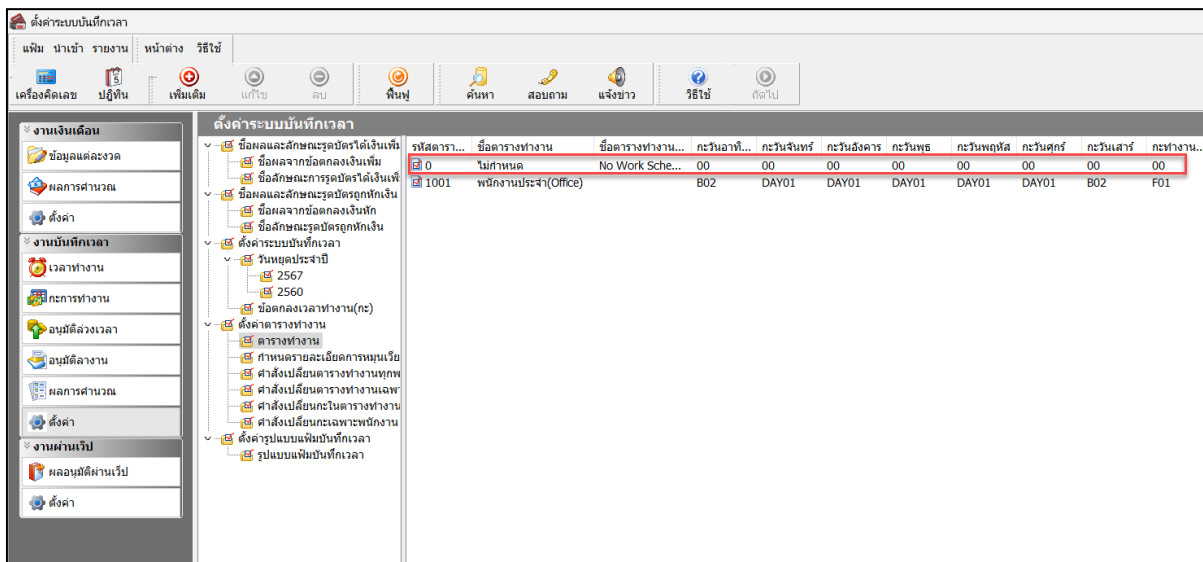 ตั้งค่าระบบบันทึกเวลา
แฟ้ม นำเข้า รายงาน หน้าต่าง วิธีใช้
เครื่องคิดเลข ปฏิทิน เพิ่มเติม แก้ไข ลบ ฟื้นฟู ค้นหา สอบถาม แจ้งข่าว วิธีใช้ ถัดไป
งานเงินเดือน
ข้อมูลแต่ละงวด
ผลการคำนวณ
ตั้งค่า
งานบันทึกเวลา
เวลาทำงาน
กะการทำงาน
อนุมัติล่วงเวลา
อนุมัติลางาน
ผลการคำนวณ
ตั้งค่า
งานผ่านเว็ป
ผลอนุมัติผ่านเว็ป
ตั้งค่า
ตั้งค่าระบบบันทึกเวลา
ชื่อผลและลักษณะรูดบัตรได้เงินเพิ่ม
ชื่อผลจากข้อตกลงเงินเพิ่ม
ชื่อลักษณะการรูดบัตรได้เงินเพิ่
ชื่อผลและลักษณะรูดบัตรถูกหักเงิน
ชื่อผลจากข้อตกลงเงินหัก
ชื่อลักษณะรูดบัตรถูกหักเงิน
ตั้งค่าระบบบันทึกเวลา
วันหยุดประจำปี
2567
2560
ข้อตกลงเวลาทำงาน(กะ)
ตั้งค่าตารางทำงาน
ตารางทำงาน
กำหนดรายละเอียดการหมุนเวีย
คำสั่งเปลี่ยนตารางทำงานทุกพ
คำสั่งเปลี่ยนตารางทำงานเฉพา
คำสั่งเปลี่ยนกะในตารางทำงาน
คำสั่งเปลี่ยนกะเฉพาะพนักงาน
ตั้งค่ารูปแบบแฟ้มบันทึกเวลา
รูปแบบแฟ้มบันทึกเวลา
รหัสตารา... ชื่อตารางทำงาน ชื่อตารางทำงาน... กะวันอาทิ... กะวันจันทร์ กะวันอังคาร กะวันพุธ กะวันพฤหัส กะวันศุกร์ กะวันเสาร์ กะทำงาน...
0 ไม่กำหนด No Work Sche... 00 00 00 00 00 00 00 00
1001 พนักงานประจำ(Office) B02 DAY01 DAY01 DAY01 DAY01 DAY01 B02 F01